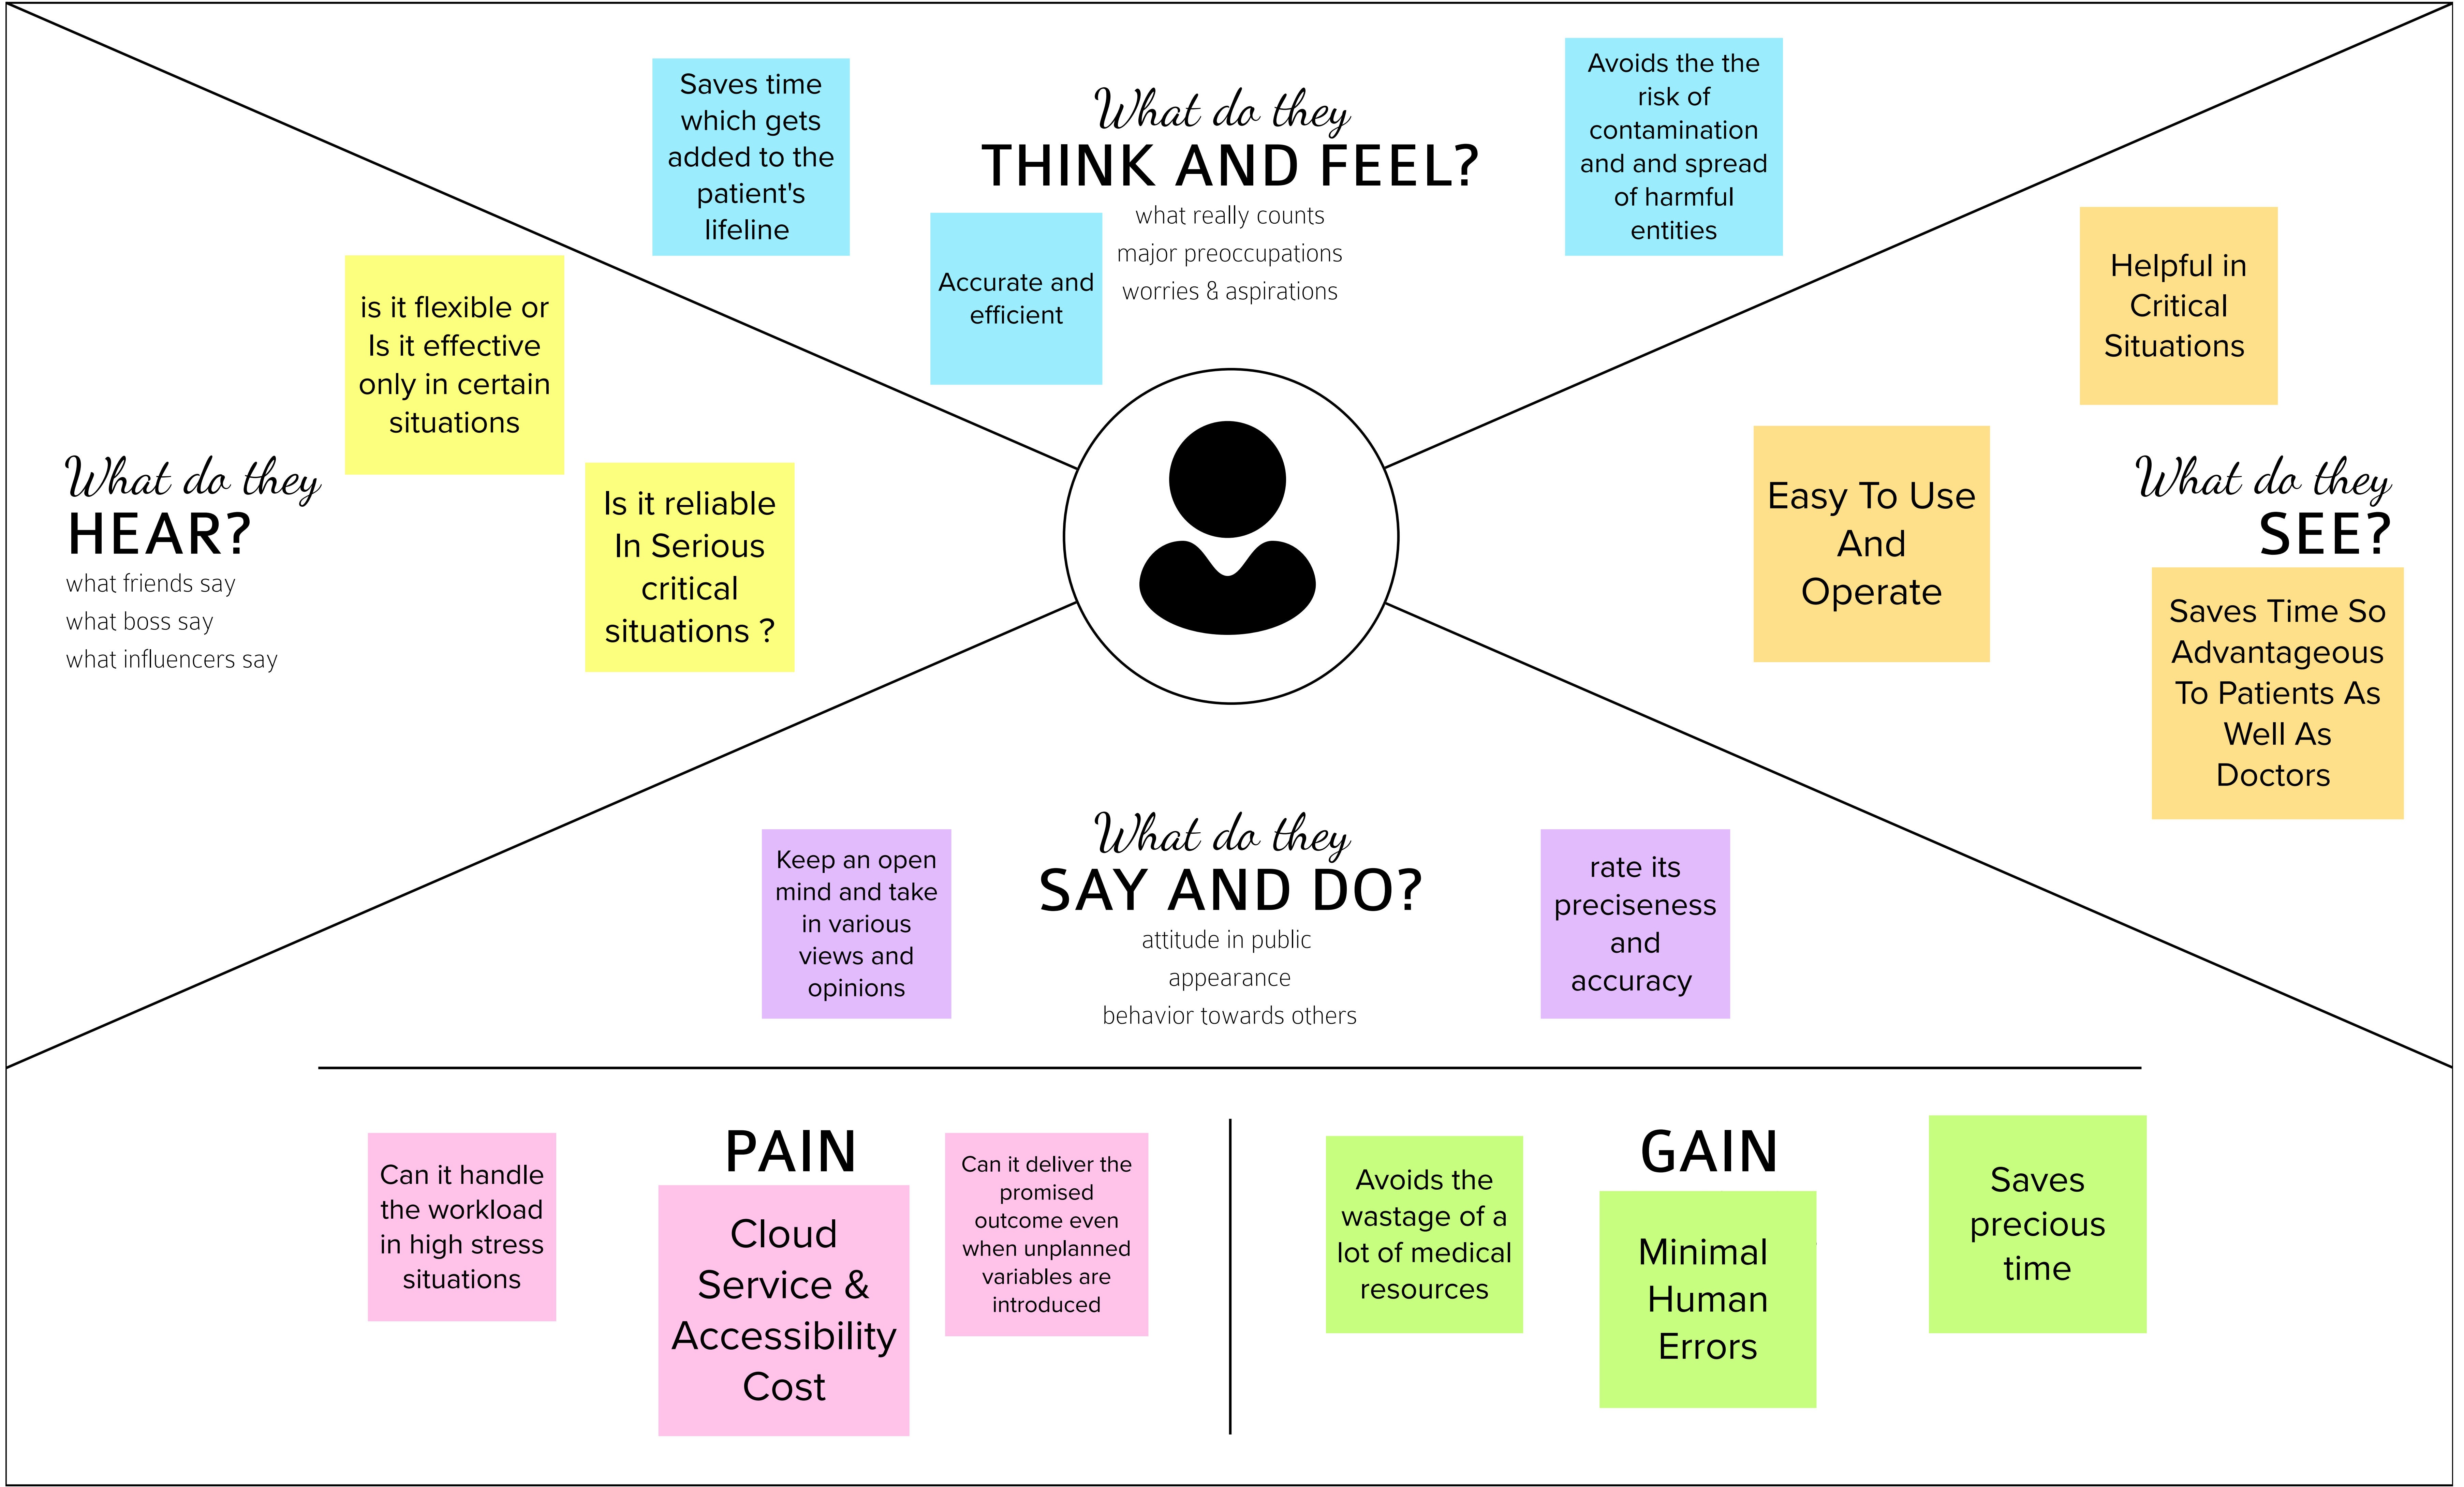 Saves time
which gets
added to the
patient's
lifeline
What do they
THINK AND FEEL?
what really counts
major preoccupations
worries & aspirations
Accurate and
efficient
Avoids the the
risk of
contamination
and and spread
of harmful
entities
is it flexible or
Is it effective
only in certain
situations
What do they
HEAR?
what friends say
what boss say
what influencers say
Is it reliable
In Serious
critical
situations ?
Helpful in
Critical
Situations
Easy To Use
And
Operate
What do they
SEE?
Saves Time So
Advantageous
To Patients As
Well As
Doctors
Keep an open
mind and take
in various
views and
opinions
What do they
SAY AND DO?
attitude in public
appearance
behavior towards others
rate its
preciseness
and
accuracy
Can it handle
the workload
in high stress
situations
PAIN
Cloud
Service &
Accessibility
Cost
Can it deliver the
promised
outcome even
when unplanned
variables are
introduced
Avoids the
wastage of a
lot of medical
resources
GAIN
Minimal
Human
Errors
Saves
precious
time